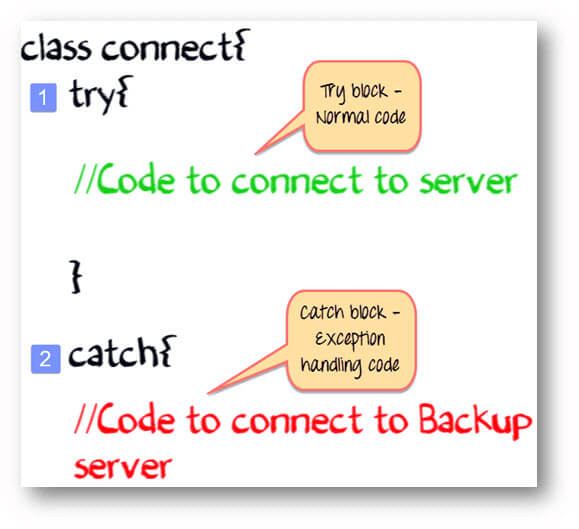 class connect{
1 try{
Try block -
Normal code
//Code to connect to server
}
Catch block -
Exception
handling code
2 catch{
//Code to connect to Backup
server